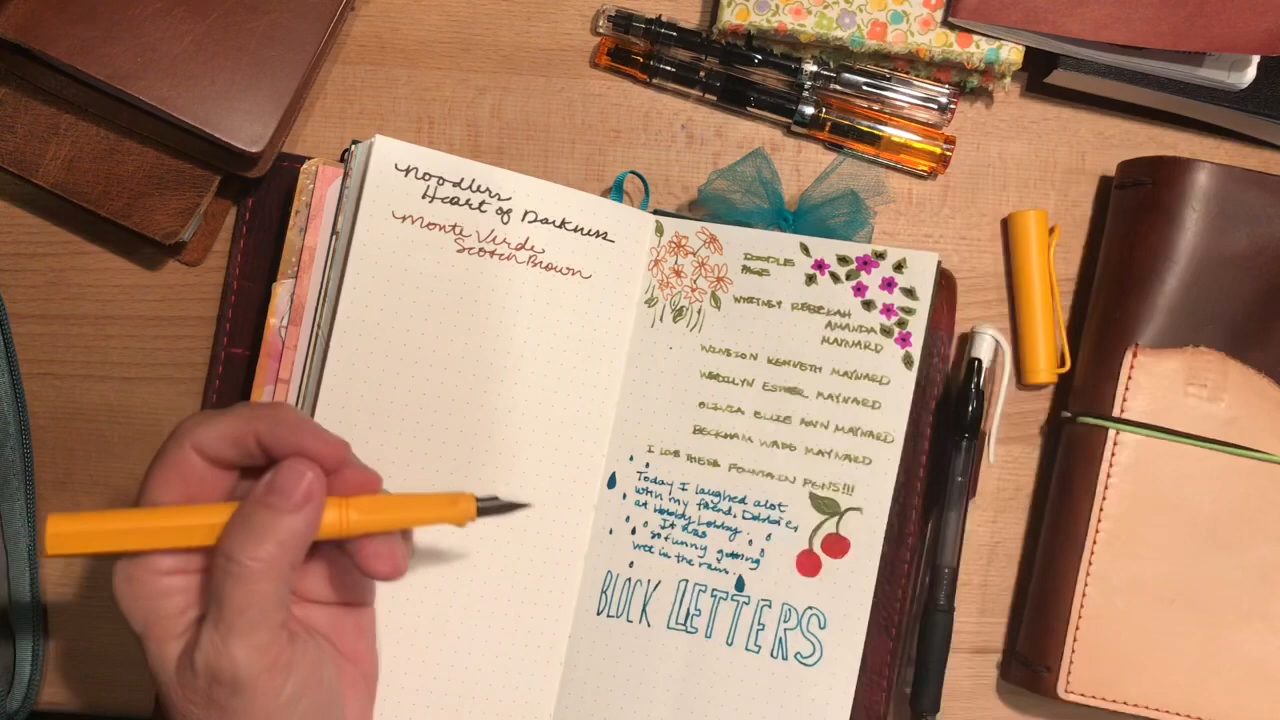 Noodlers
Heart of Darkness
Monte Verde
Scotch Brown
DOODLE
PAGE
WHITNEY REBEKAH
AMANDA
MAYNARD
WINSTON KENNETH MAYNARD
ESTHER MAYNARD
OLIVIA ELLIE ANN MAYNARD
BECKHAM WADE MAYNARD
I LOVE THESE FOUNTAIN PENS!!!
Today I laughed alot
with my friend, Debbie,
at Hobby Lobby.
It was
so funny getting
wet in the rain.
BLOCK LETTERS